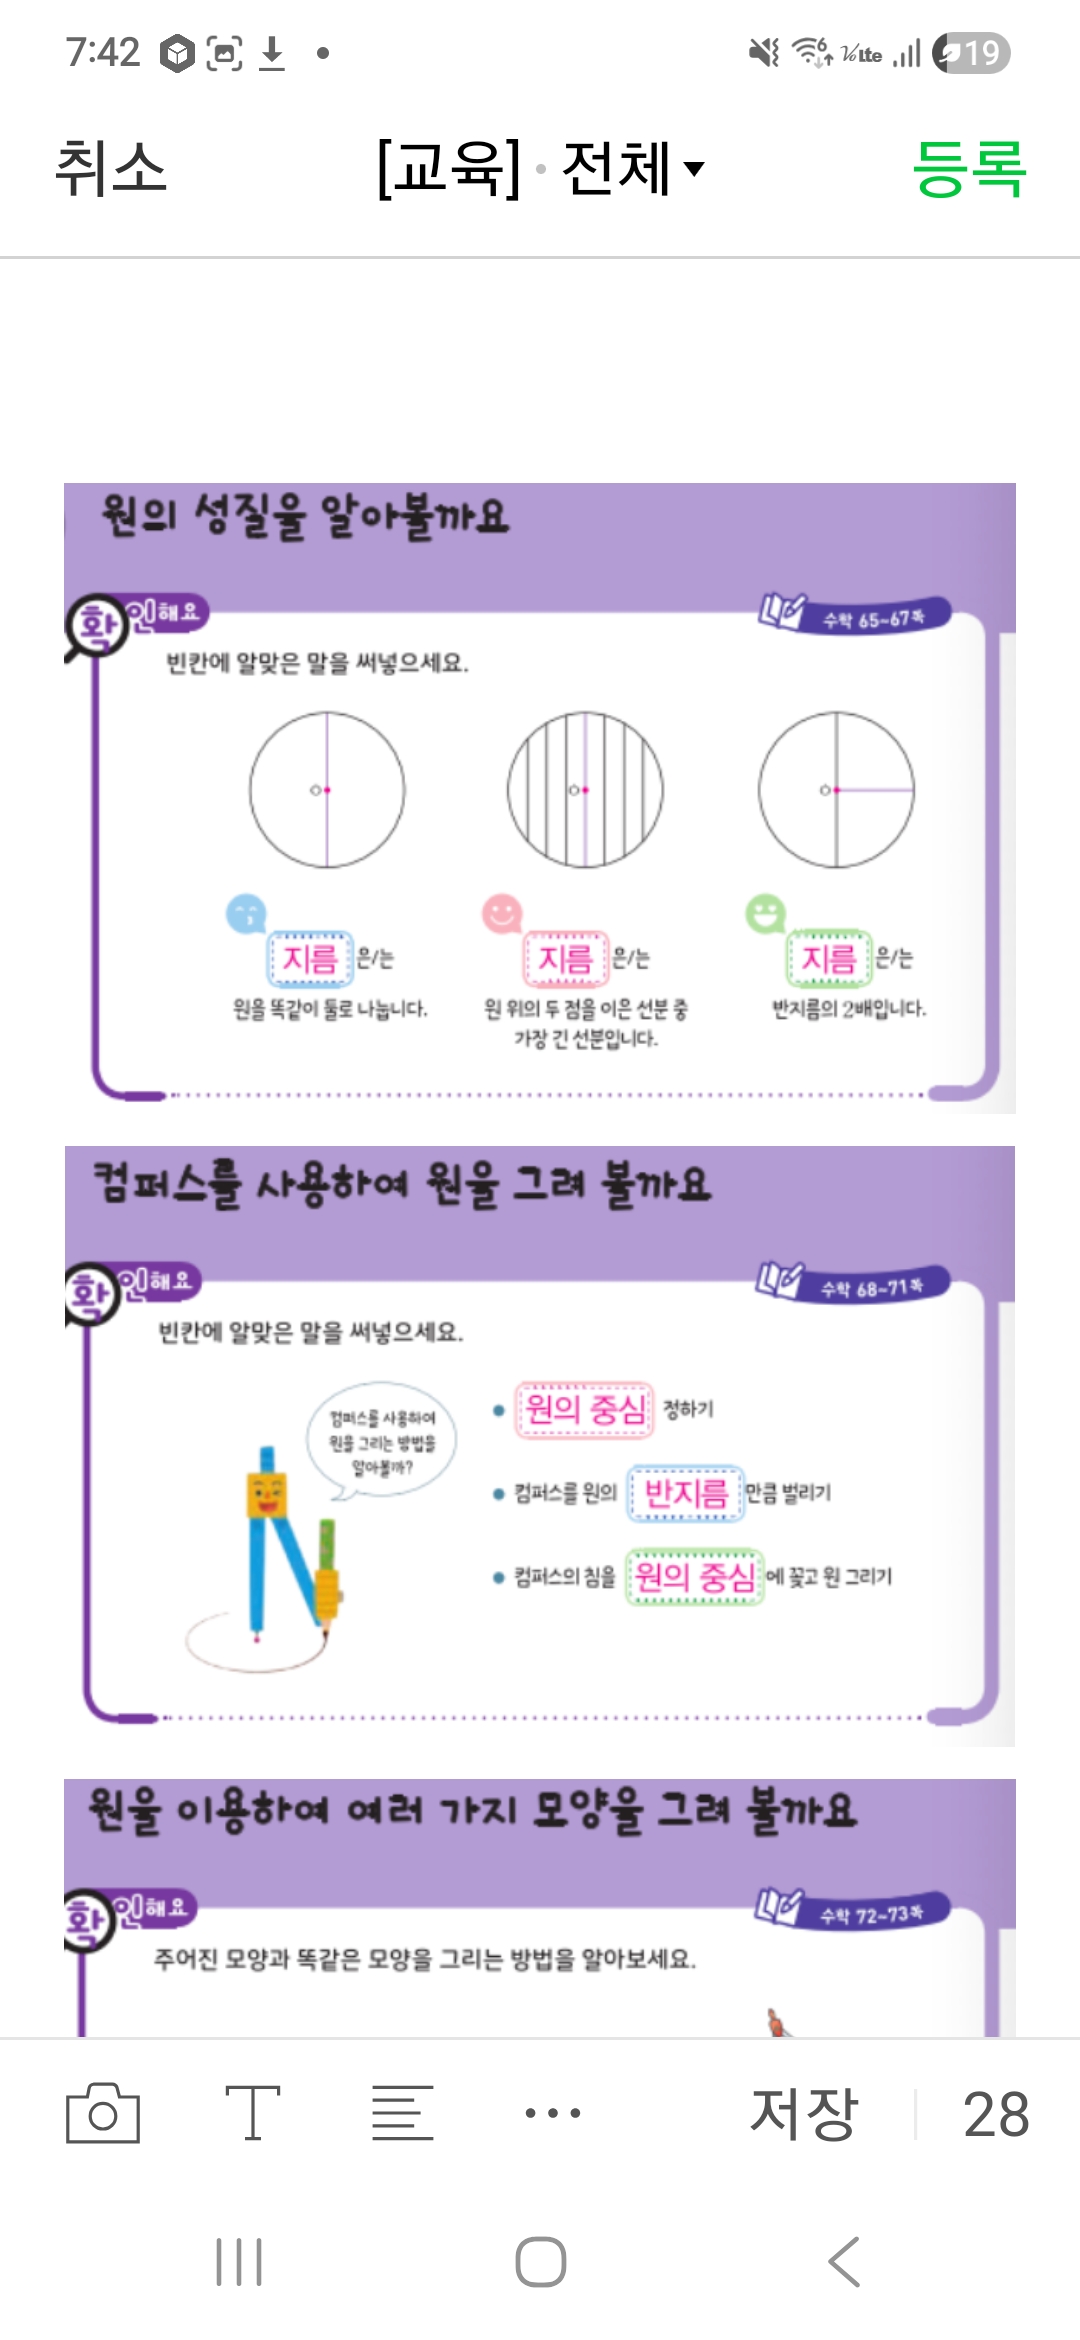 7:42
6 VoLte 19
취소
[교육] • 전체
등록
원의 성질을 알아볼까요
확인해요
수학 65~67쪽
빈칸에 알맞은 말을 써넣으세요.
지름 은/는
원을 똑같이 둘로 나눕니다.
지름 은/는
원 위의 두 점을 이은 선분 중
가장 긴 선분입니다.
지름 은/는
반지름의 2배입니다.
컴퍼스를 사용하여 원을 그려 볼까요
확인해요
수학 68~71쪽
빈칸에 알맞은 말을 써넣으세요.
컴퍼스를 사용하여
원을 그리는 방법을
알아볼까?
• 원의 중심 정하기
• 컴퍼스를 원의 반지름 만큼 벌리기
• 컴퍼스의 침을 원의 중심 에 꽂고 원 그리기
원을 이용하여 여러 가지 모양을 그려 볼까요
확인해요
수학 72~73쪽
주어진 모양과 똑같은 모양을 그리는 방법을 알아보세요.
저장
28